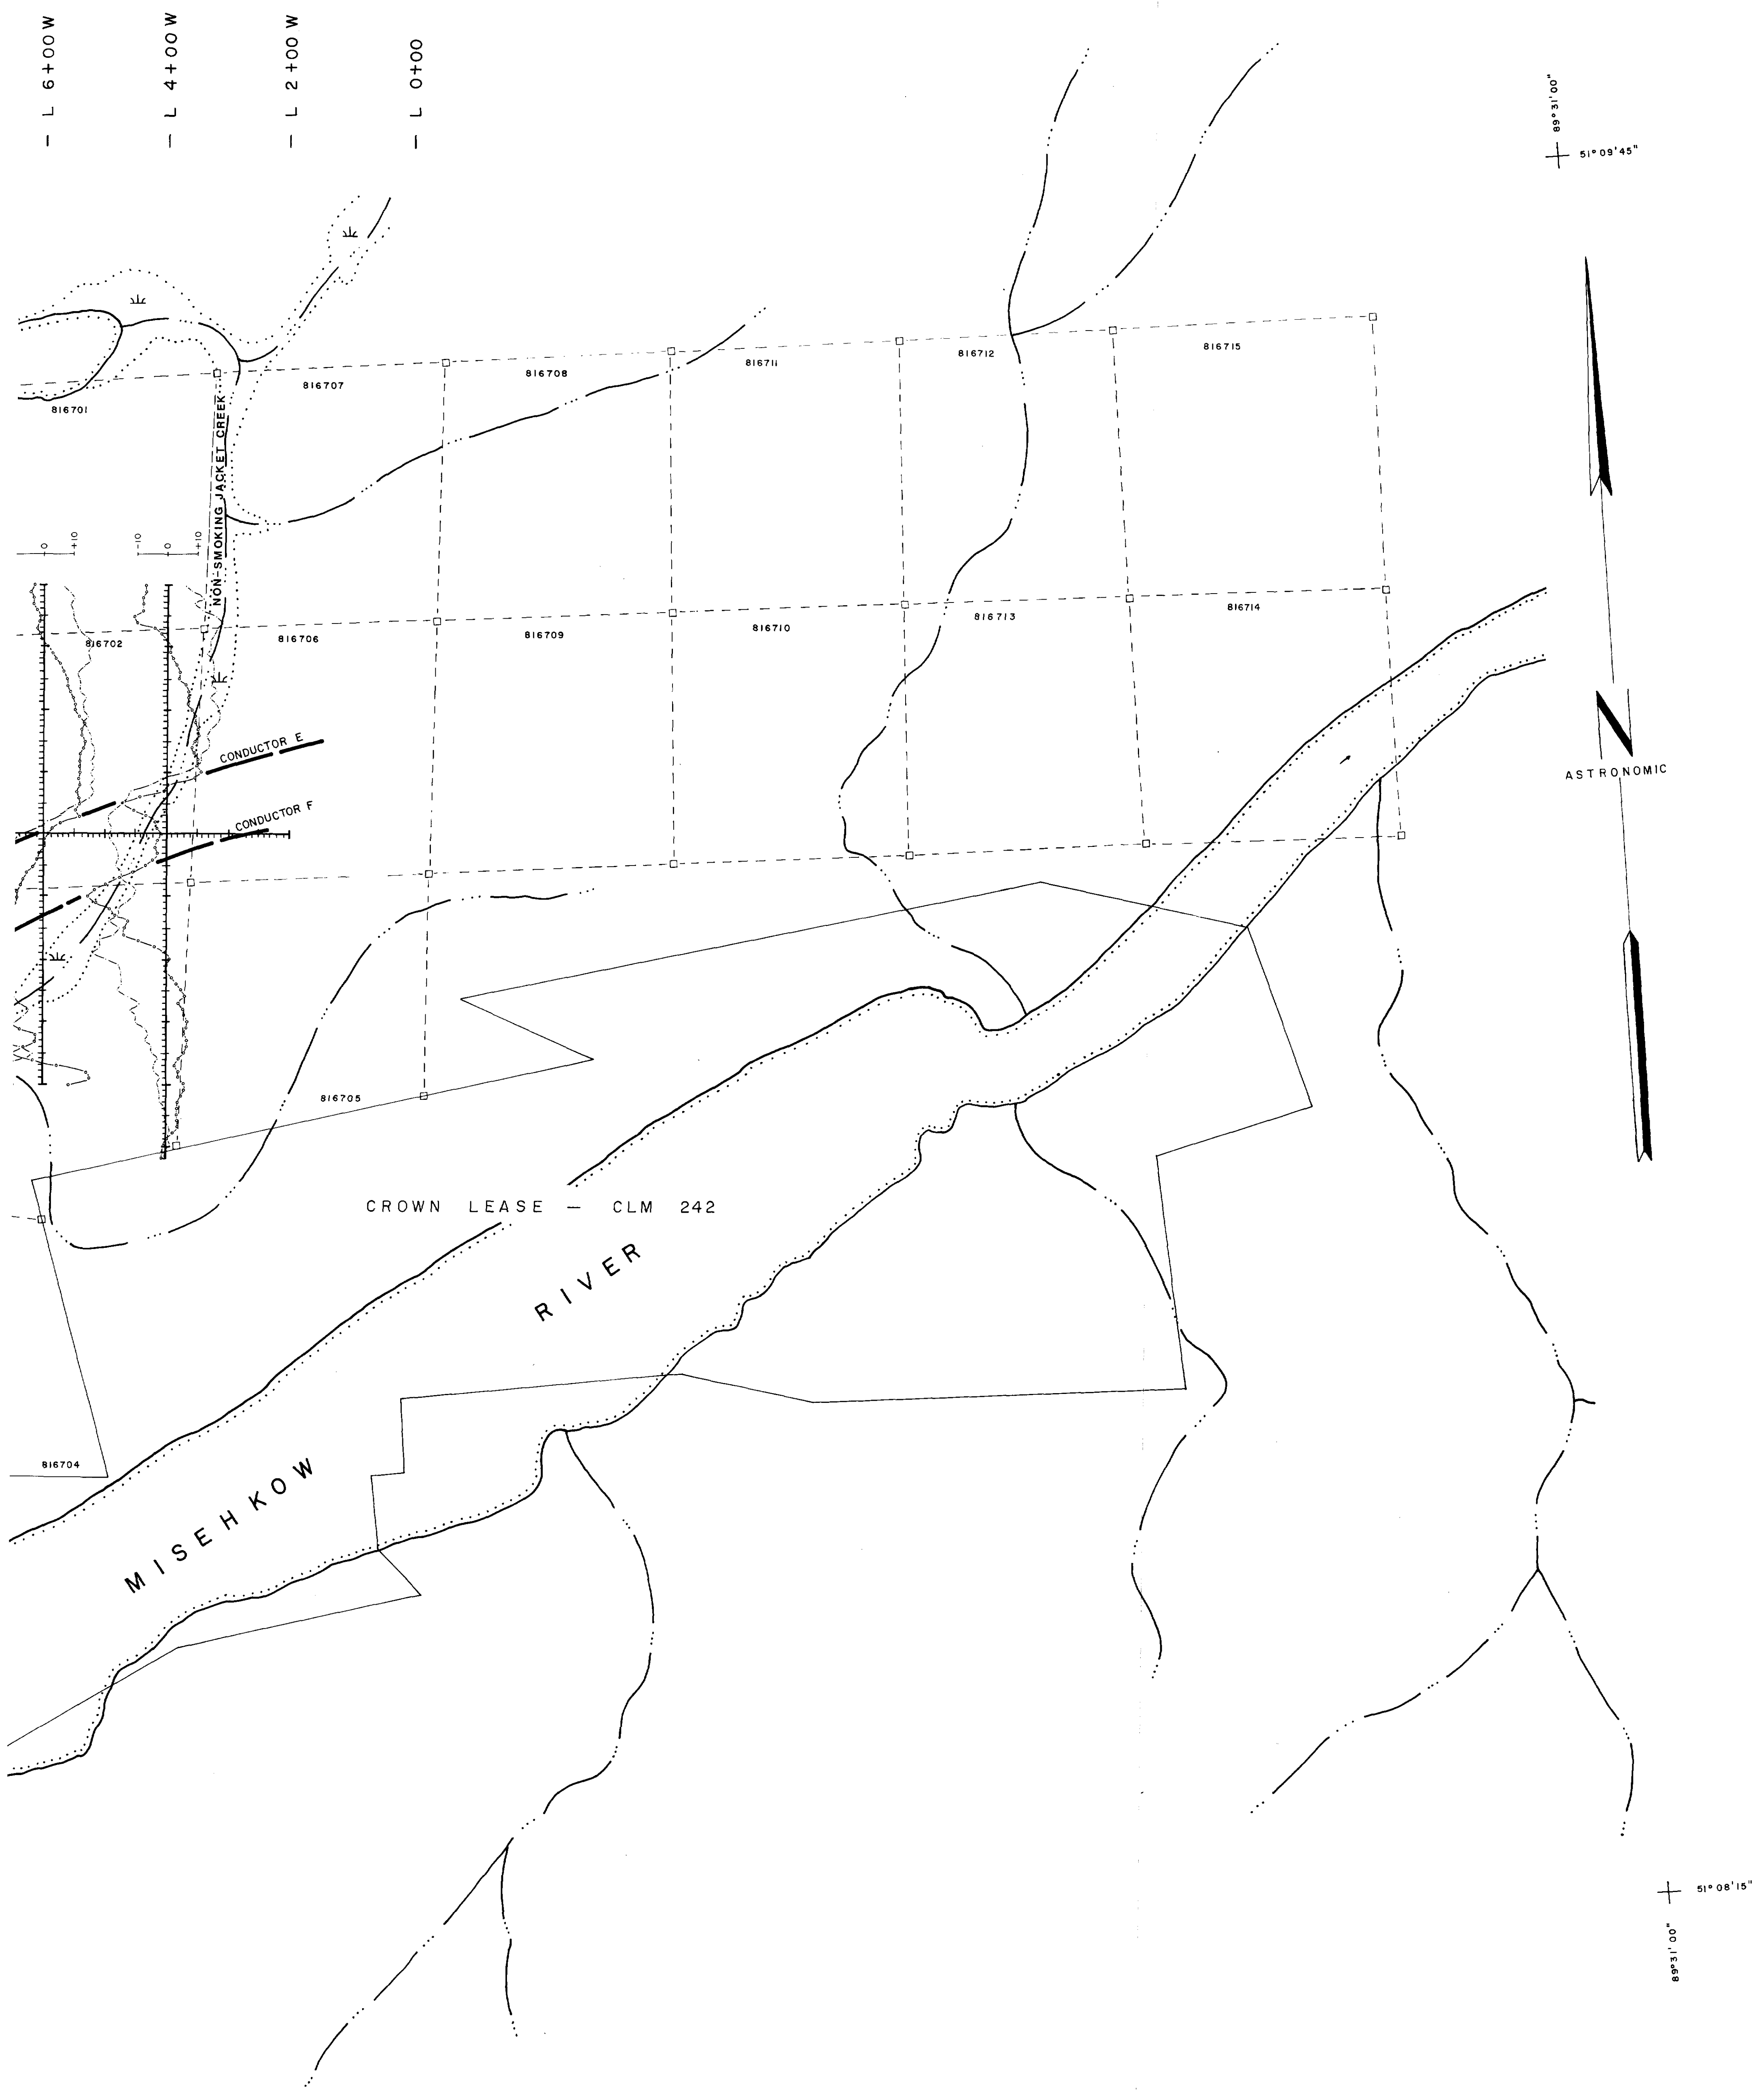 L 6+00W
L 4+00W
L 2+00W
L 0+00
89°31'00"
51°09'45"
816715
816712
816711
816708
816707
816701
NON-SMOKING JACKET CREEK
0
+10
-10
0
+10
816714
816713
816710
816709
816706
816702
CONDUCTOR E
ASTRONOMIC
N
CONDUCTOR F
816705
CROWN LEASE — CLM 242
MISEHKOW RIVER
816704
51°08'15"
89°31'00"